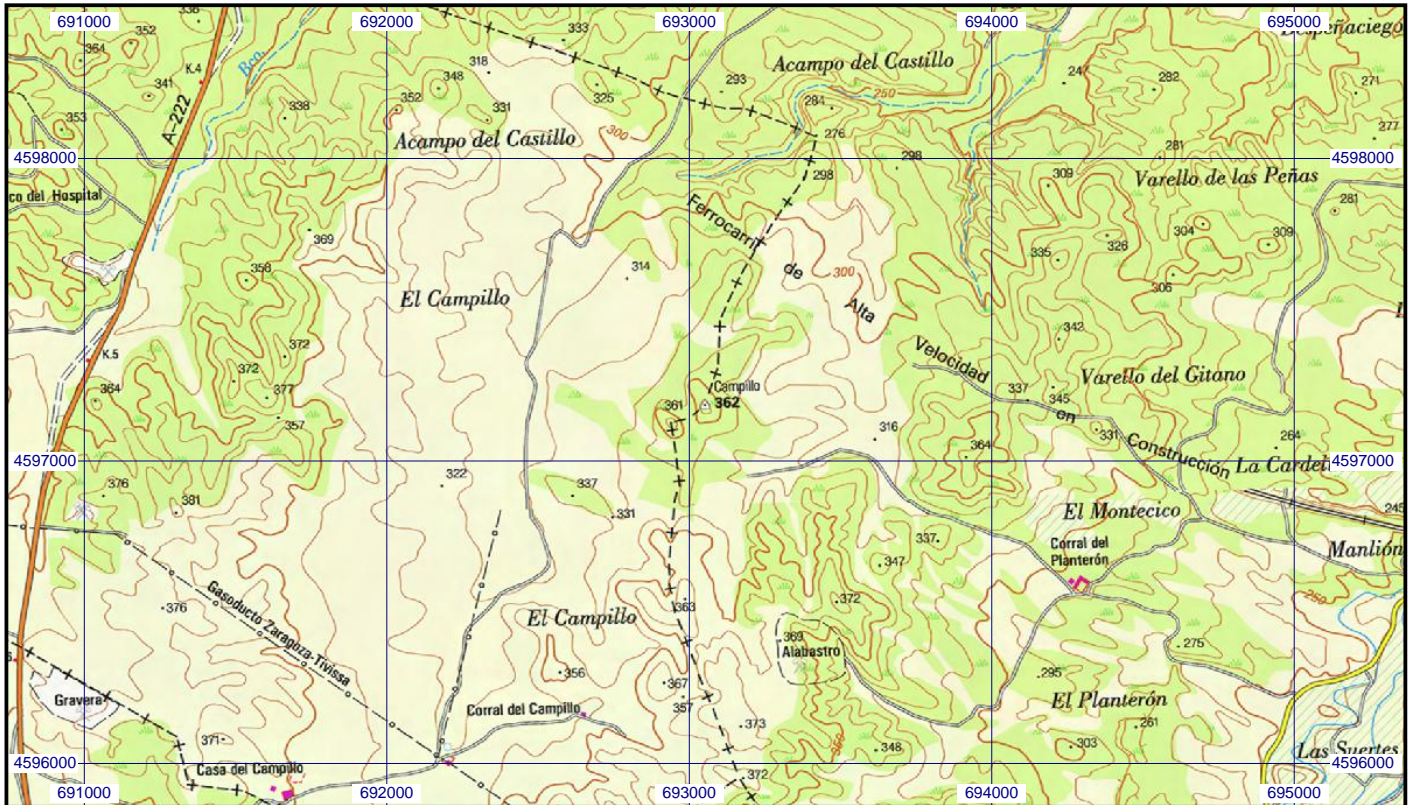 691000
692000
693000
694000
695000
338
352
333
Despeñaciego
364
K.4
Bco.
318
348
Acampo del Castillo
341
293
247
282
271
352
325
284
250
353
A-222
338
331
300
276
277
Acampo del Castillo
4598000
298
281
4598000
298
309
Varello de las Peñas
co del Hospital
Ferrocarril
281
369
304
326
309
335
358
314
de
300
El Campillo
Alta
306
342
K.5
372
Velocidad
372
Campillo
Varello del Gitano
364
377
361
362
337
345
357
en
316
331
264
4597000
364
Construcción
La Cardel
322
376
337
381
331
El Montecico
245
337
Corral del
Planterón
Manlión
347
Gasoducto Zaragoza-Tivissa
376
363
372
250
El Campillo
369
Alabastro
275
356
295
Gravera
367
Corral del Campillo
357
El Planterón
373
261
371
350
348
303
4596000
Las Suertes
4596000
Casa del Campillo
372
691000
692000
693000
694000
695000